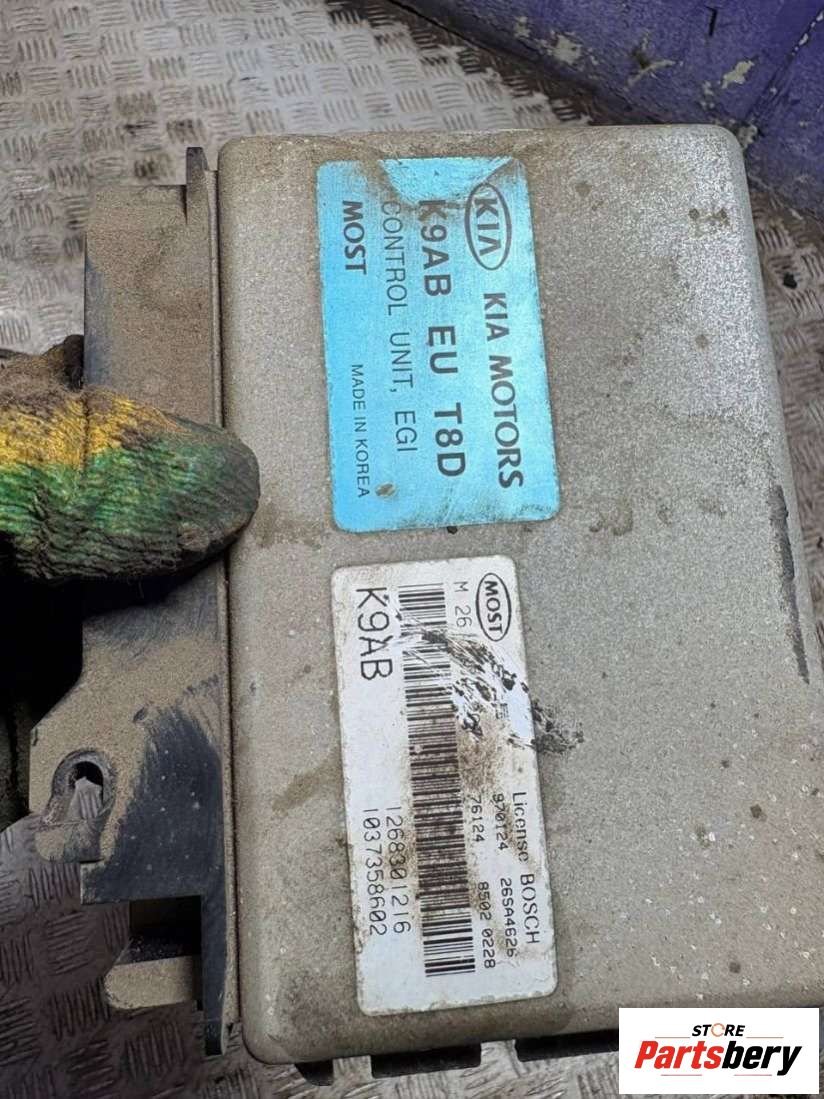 KIA KIA MOTORS
K9AB EU T8D
CONTROL UNIT, EGI
MOST MADE IN KOREA
MOST License BOSCH
970124 26SA4626
M 26 76124 8502 0228
K9AB 1268301216
1037358602
STORE
Partsbery